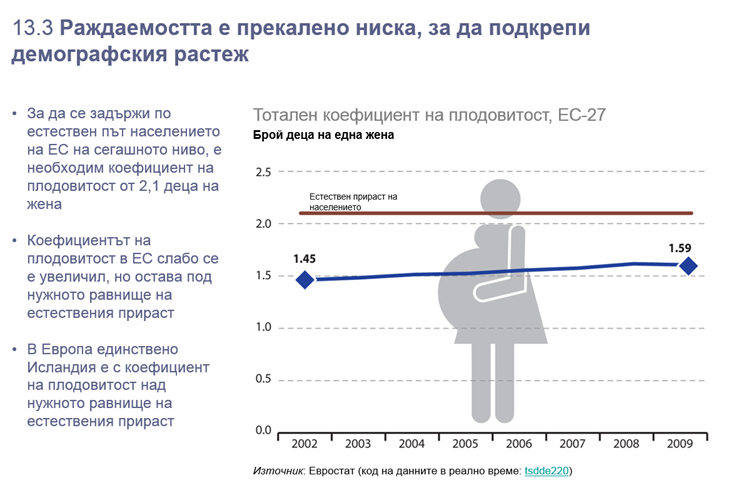 13.3 Раждаемостта е прекалено ниска, за да подкрепи
демографския растеж
• За да се задържи по
естествен път населението
на ЕС на сегашното ниво, е
необходим коефициент на
плодовитост от 2,1 деца на
жена
• Коефициентът на
плодовитост в ЕС слабо се
е увеличил, но остава под
нужното равнище на
естествения прираст
• В Европа единствено
Исландия е с коефициент
на плодовитост над
нужното равнище на
естествения прираст
Тотален коефициент на плодовитост, ЕС-27
Брой деца на една жена
2.5
Естествен прираст на
населението
2.0
1.45
1.59
1.5
1.0
0.5
0.0
2002 2003 2004 2005 2006 2007 2008 2009
Източник: Евростат (код на данните в реално време: tsdde220)